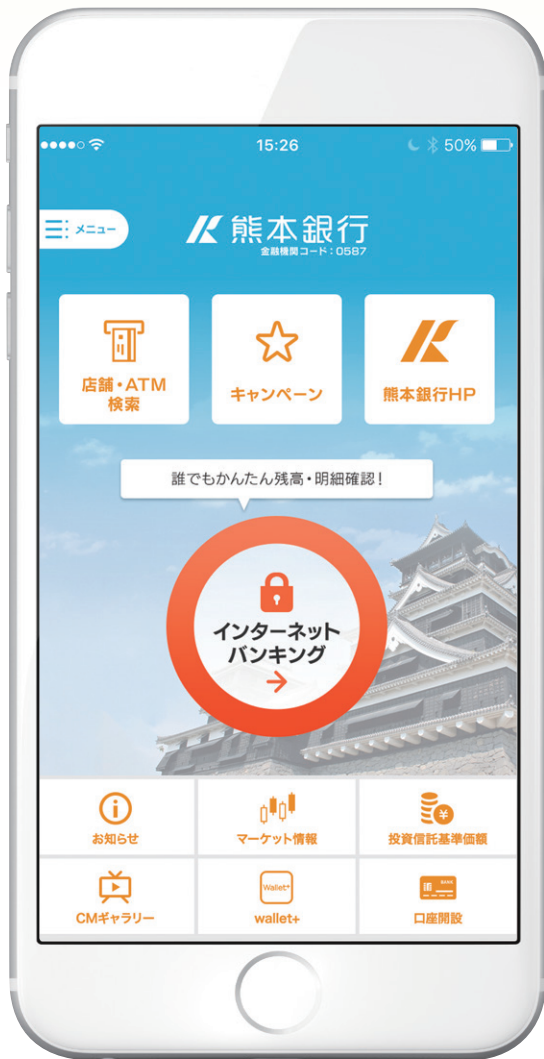 15:26
50%
メニュー
熊本銀行
金融機関コード:0587
店舗・ATM
検索
キャンペーン
熊本銀行HP
誰でもかんたん残高・明細確認!
インターネット
バンキング
お知らせ
マーケット情報
投資信託基準価額
CMギャラリー
Wallet+
wallet+
BANK
口座開設